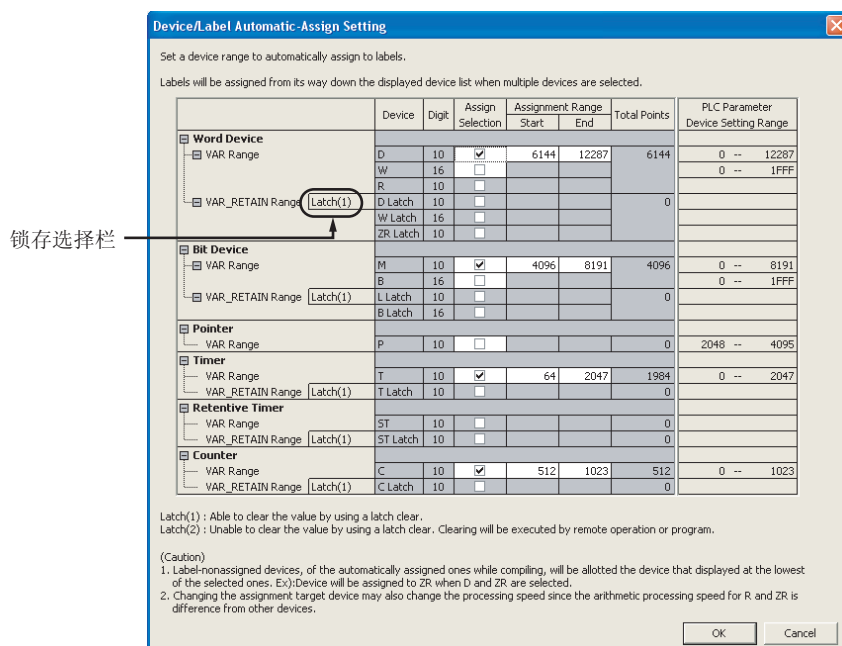 Device/Label Automatic-Assign Setting
Set a device range to automatically assign to labels.
Labels will be assigned from its way down the displayed device list when multiple devices are selected.
Device Digit Assign Selection Assignment Range Start End Total Points PLC Parameter Device Setting Range
Word Device
VAR Range D 10 6144 12287 6144 0 -- 12287
W 16 0 -- 1FFF
R 10
VAR_RETAIN Range Latch(1) D Latch 10 0
W Latch 16
ZR Latch 10
锁存选择栏
Bit Device
VAR Range M 10 4096 8191 4096 0 -- 8191
B 16 0 -- 1FFF
VAR_RETAIN Range Latch(1) L Latch 10 0
B Latch 16
Pointer
VAR Range P 10 0 2048 -- 4095
Timer
VAR Range T 10 64 2047 1984 0 -- 2047
VAR_RETAIN Range Latch(1) T Latch 10 0
Retentive Timer
VAR Range ST 10 0
VAR_RETAIN Range Latch(1) ST Latch 10 0
Counter
VAR Range C 10 512 1023 512 0 -- 1023
VAR_RETAIN Range Latch(1) C Latch 10 0
Latch(1) : Able to clear the value by using a latch clear.
Latch(2) : Unable to clear the value by using a latch clear. Clearing will be executed by remote operation or program.
(Caution)
1. Label-nonassigned devices, of the automatically assigned ones while compiling, will be allotted the device that displayed at the lowest
of the selected ones. Ex):Device will be assigned to ZR when D and ZR are selected.
2. Changing the assignment target device may also change the processing speed since the arithmetic processing speed for R and ZR is
difference from other devices.
OK Cancel